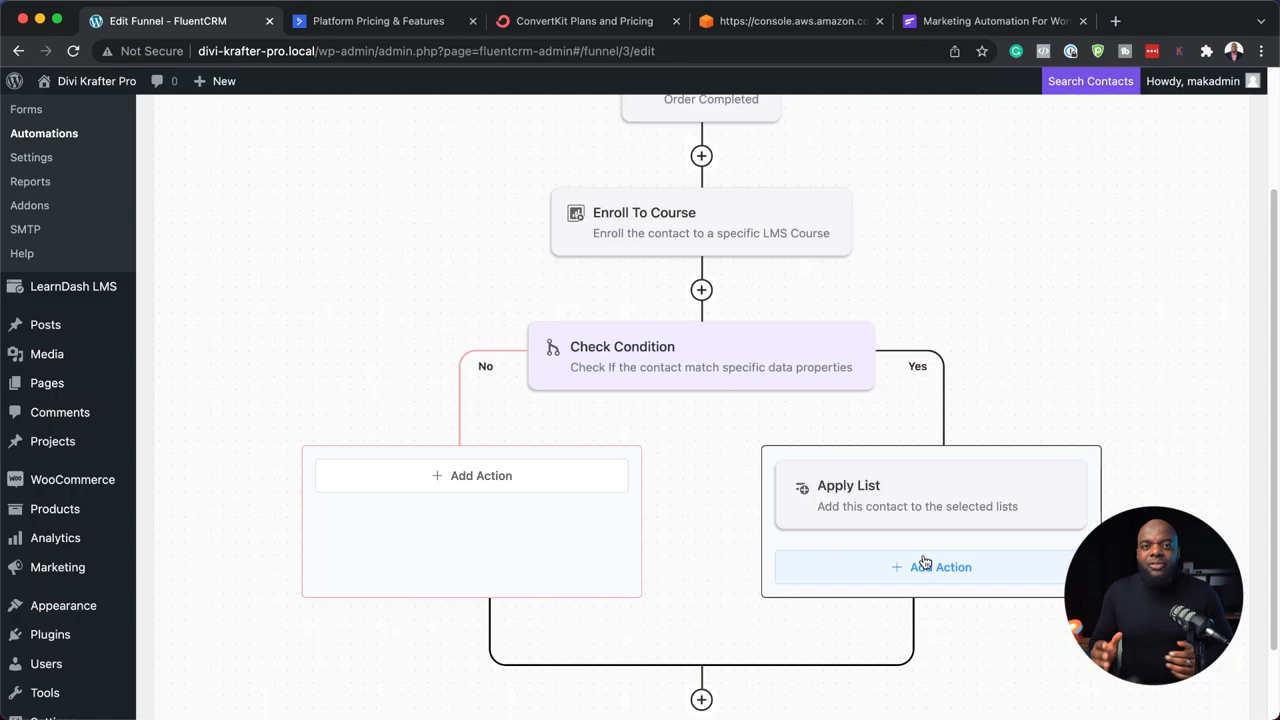 Edit Funnel - FluentCRM
Platform Pricing & Features
ConvertKit Plans and Pricing
https://console.aws.amazon.co
Marketing Automation For Wor
Not Secure
divi-krafter-pro.local/wp-admin/admin.php?page=fluentcrm-admin#/funnel/3/edit
Divi Krafter Pro
0
New
Search Contacts
Howdy, makadmin
Forms
Automations
Settings
Reports
Addons
SMTP
Help
LearnDash LMS
Posts
Media
Pages
Comments
Projects
WooCommerce
Products
Analytics
Marketing
Appearance
Plugins
Users
Tools
Order Completed
Enroll To Course
Enroll the contact to a specific LMS Course
Check Condition
Check If the contact match specific data properties
No
Yes
Add Action
Apply List
Add this contact to the selected lists
Add Action